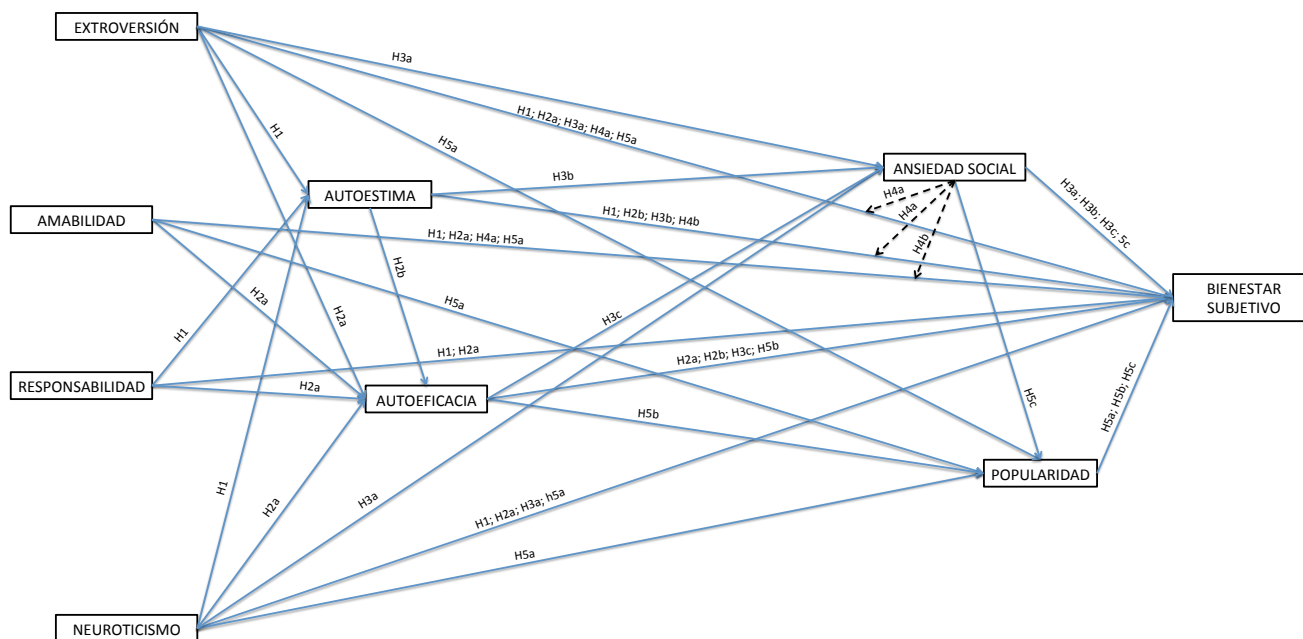 EXTROVERSIÓN
H3a
H1; H2a; H3a; H4a; H5a
H5a
H1
ANSIEDAD SOCIAL
AUTOESTIMA
H3b
H4a
H4a
H4b
H3a; H3b; H3c; 5c
AMABILIDAD
H1; H2b; H3b; H4b
H1; H2a; H4a; H5a
H2b
H2a
H5a
H2a
H3c
BIENESTAR
SUBJETIVO
H1
H1; H2a
H2a; H2b; H3c; H5b
RESPONSABILIDAD
H2a
AUTOEFICACIA
H5b
H5c
H5a; H5b; H5c
POPULARIDAD
H1
H2a
H3a
H1; H2a; H3a; h5a
H5a
NEUROTICISMO